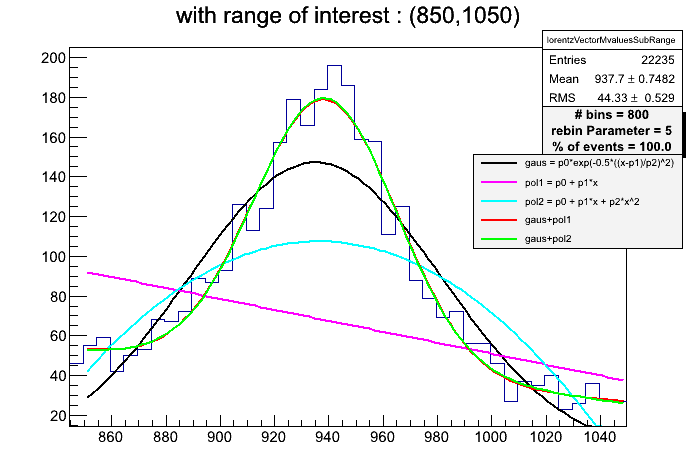 with range of interest : (850,1050)
lorentzVectorMvaluesSubRange
Entries 22235
Mean 937.7 ± 0.7482
RMS 44.33 ± 0.529
# bins = 800
rebin Parameter = 5
% of events = 100.0
gaus = p0*exp(-0.5*((x-p1)/p2)^2)
pol1 = p0 + p1*x
pol2 = p0 + p1*x + p2*x^2
gaus+pol1
gaus+pol2
200
180
160
140
120
100
80
60
40
20
860 880 900 920 940 960 980 1000 1020 1040